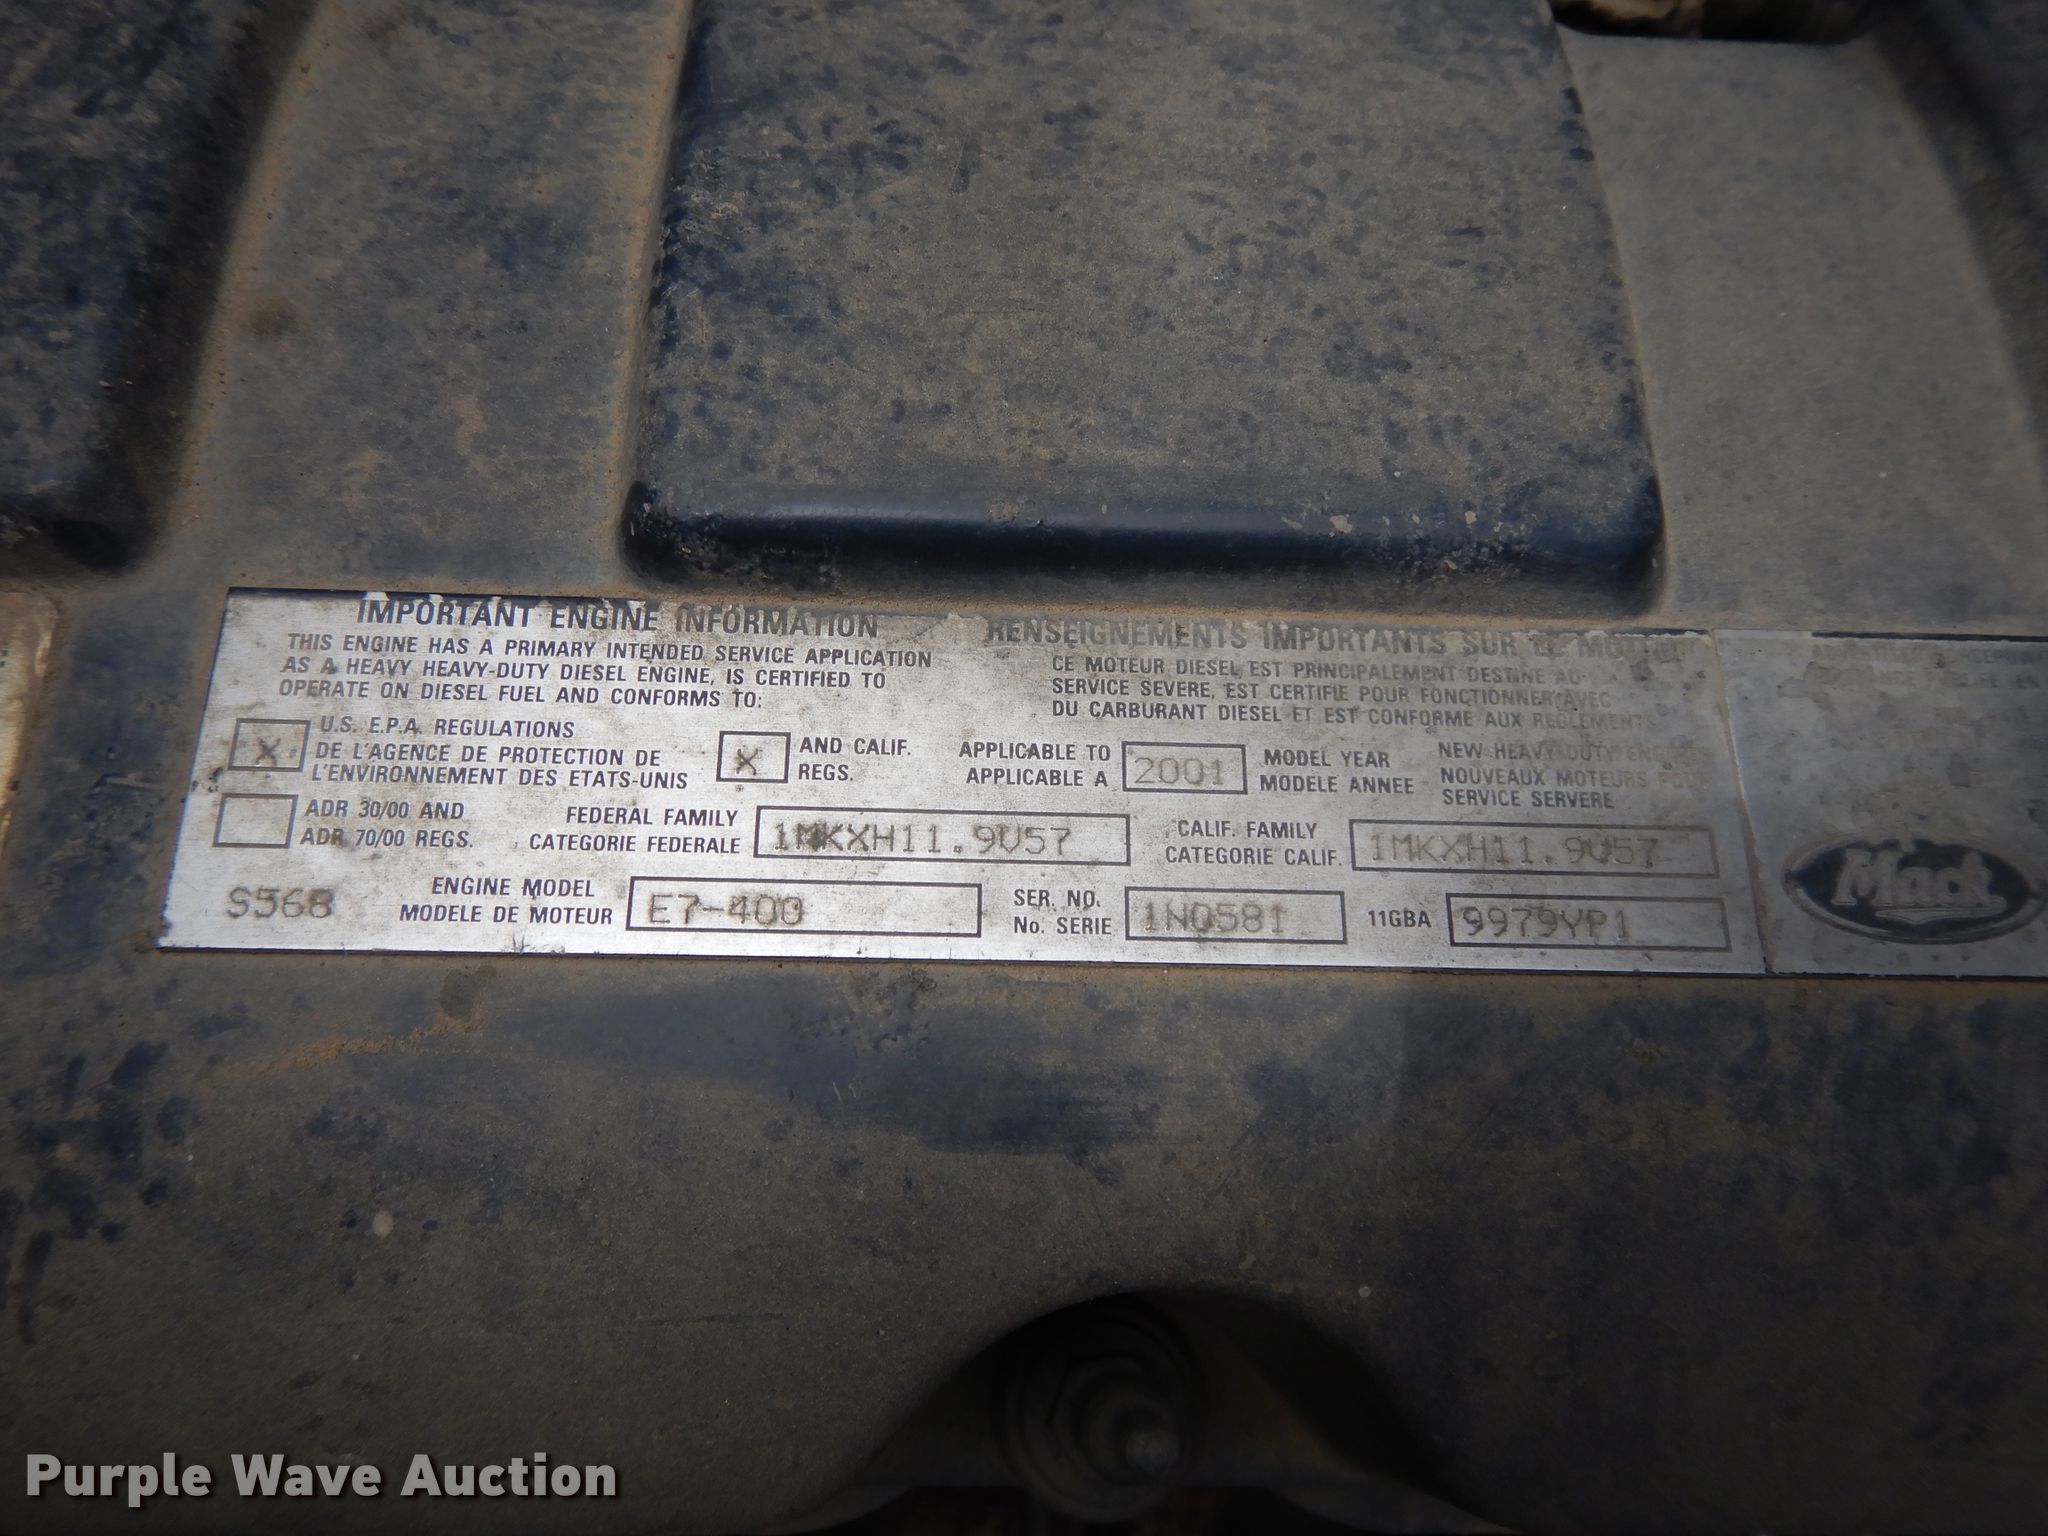 IMPORTANT ENGINE INFORMATION
THIS ENGINE HAS A PRIMARY INTENDED SERVICE APPLICATION
AS A HEAVY HEAVY-DUTY DIESEL ENGINE, IS CERTIFIED TO
OPERATE ON DIESEL FUEL AND CONFORMS TO:
RENSEIGNEMENTS IMPORTANTS SUR LE
CE MOTEUR DIESEL EST PRINCIPALEMENT DESTINE AU
SERVICE SEVERE, EST CERTIFIE POUR FONCTIONNER AVEC
DU CARBURANT DIESEL ET EST CONFORME AUX REGLEMENTS
X
U.S. E.P.A. REGULATIONS
DE L'AGENCE DE PROTECTION DE
L'ENVIRONNEMENT DES ETATS-UNIS
X
AND CALIF.
REGS.
APPLICABLE TO
APPLICABLE A
2001
MODEL YEAR
MODELE ANNEE
NEW HEAVY DUTY
NOUVEAUX MOTEURS POUR
SERVICE SERVERE
ADR 30/00 AND
ADR 70/00 REGS.
FEDERAL FAMILY
CATEGORIE FEDERALE
1MKXH11.9V57
CALIF. FAMILY
CATEGORIE CALIF.
1MKXH11.9V57
S368
ENGINE MODEL
MODELE DE MOTEUR
E7-400
SER. NO.
No. SERIE
1N0581
11GBA
9979YP1
Mack
Purple Wave Auction